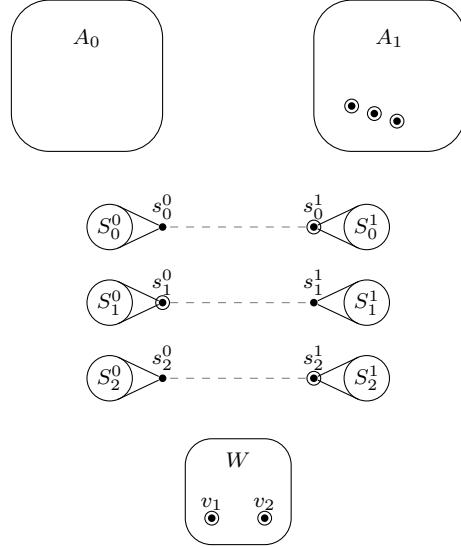 A₀ A₁
s₀⁰ s₀¹
S₀⁰ S₀¹
s₁⁰ s₁¹
S₁⁰ S₁¹
s₂⁰ s₂¹
S₂⁰ S₂¹
W
v₁ v₂